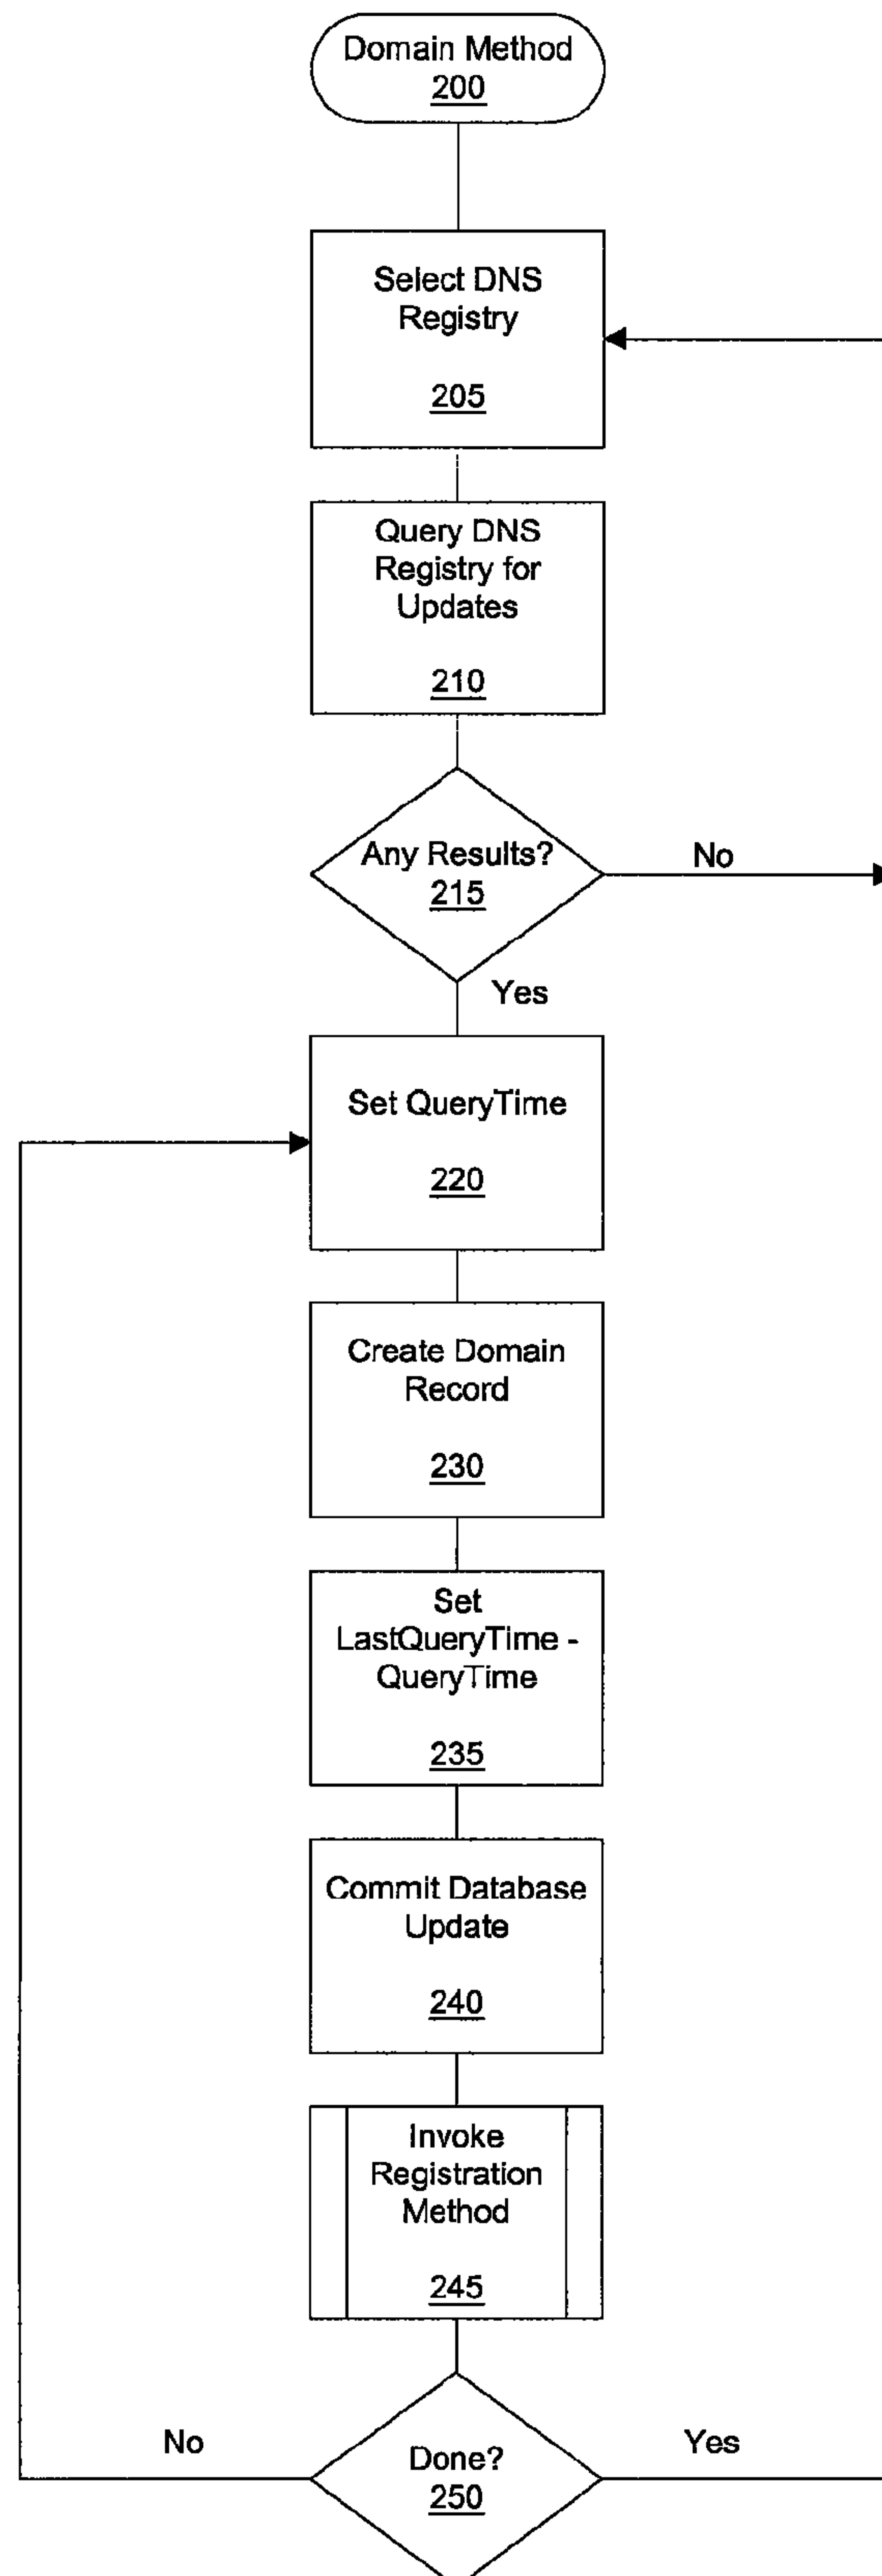 Domain Method
200
Select DNS
Registry
205
Query DNS
Registry for
Updates
210
Any Results?
215
No
Yes
Set QueryTime
220
Create Domain
Record
230
Set
LastQueryTime -
QueryTime
235
Commit Database
Update
240
Invoke
Registration
Method
245
No
Done?
250
Yes